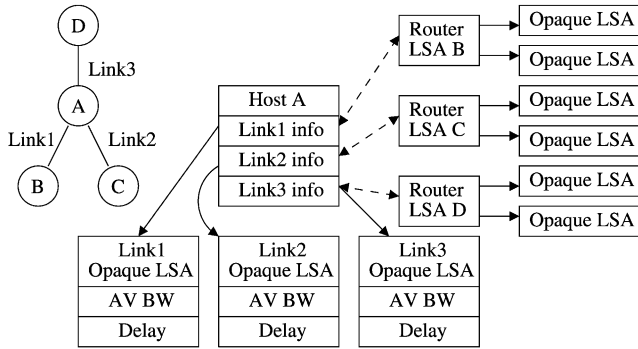 D
Link3
A
Link1
Link2
B
C
Host A
Link1 info
Link2 info
Link3 info
Router
LSA B
Router
LSA C
Router
LSA D
Opaque LSA
Opaque LSA
Opaque LSA
Opaque LSA
Opaque LSA
Opaque LSA
Link1
Opaque LSA
AV BW
Delay
Link2
Opaque LSA
AV BW
Delay
Link3
Opaque LSA
AV BW
Delay